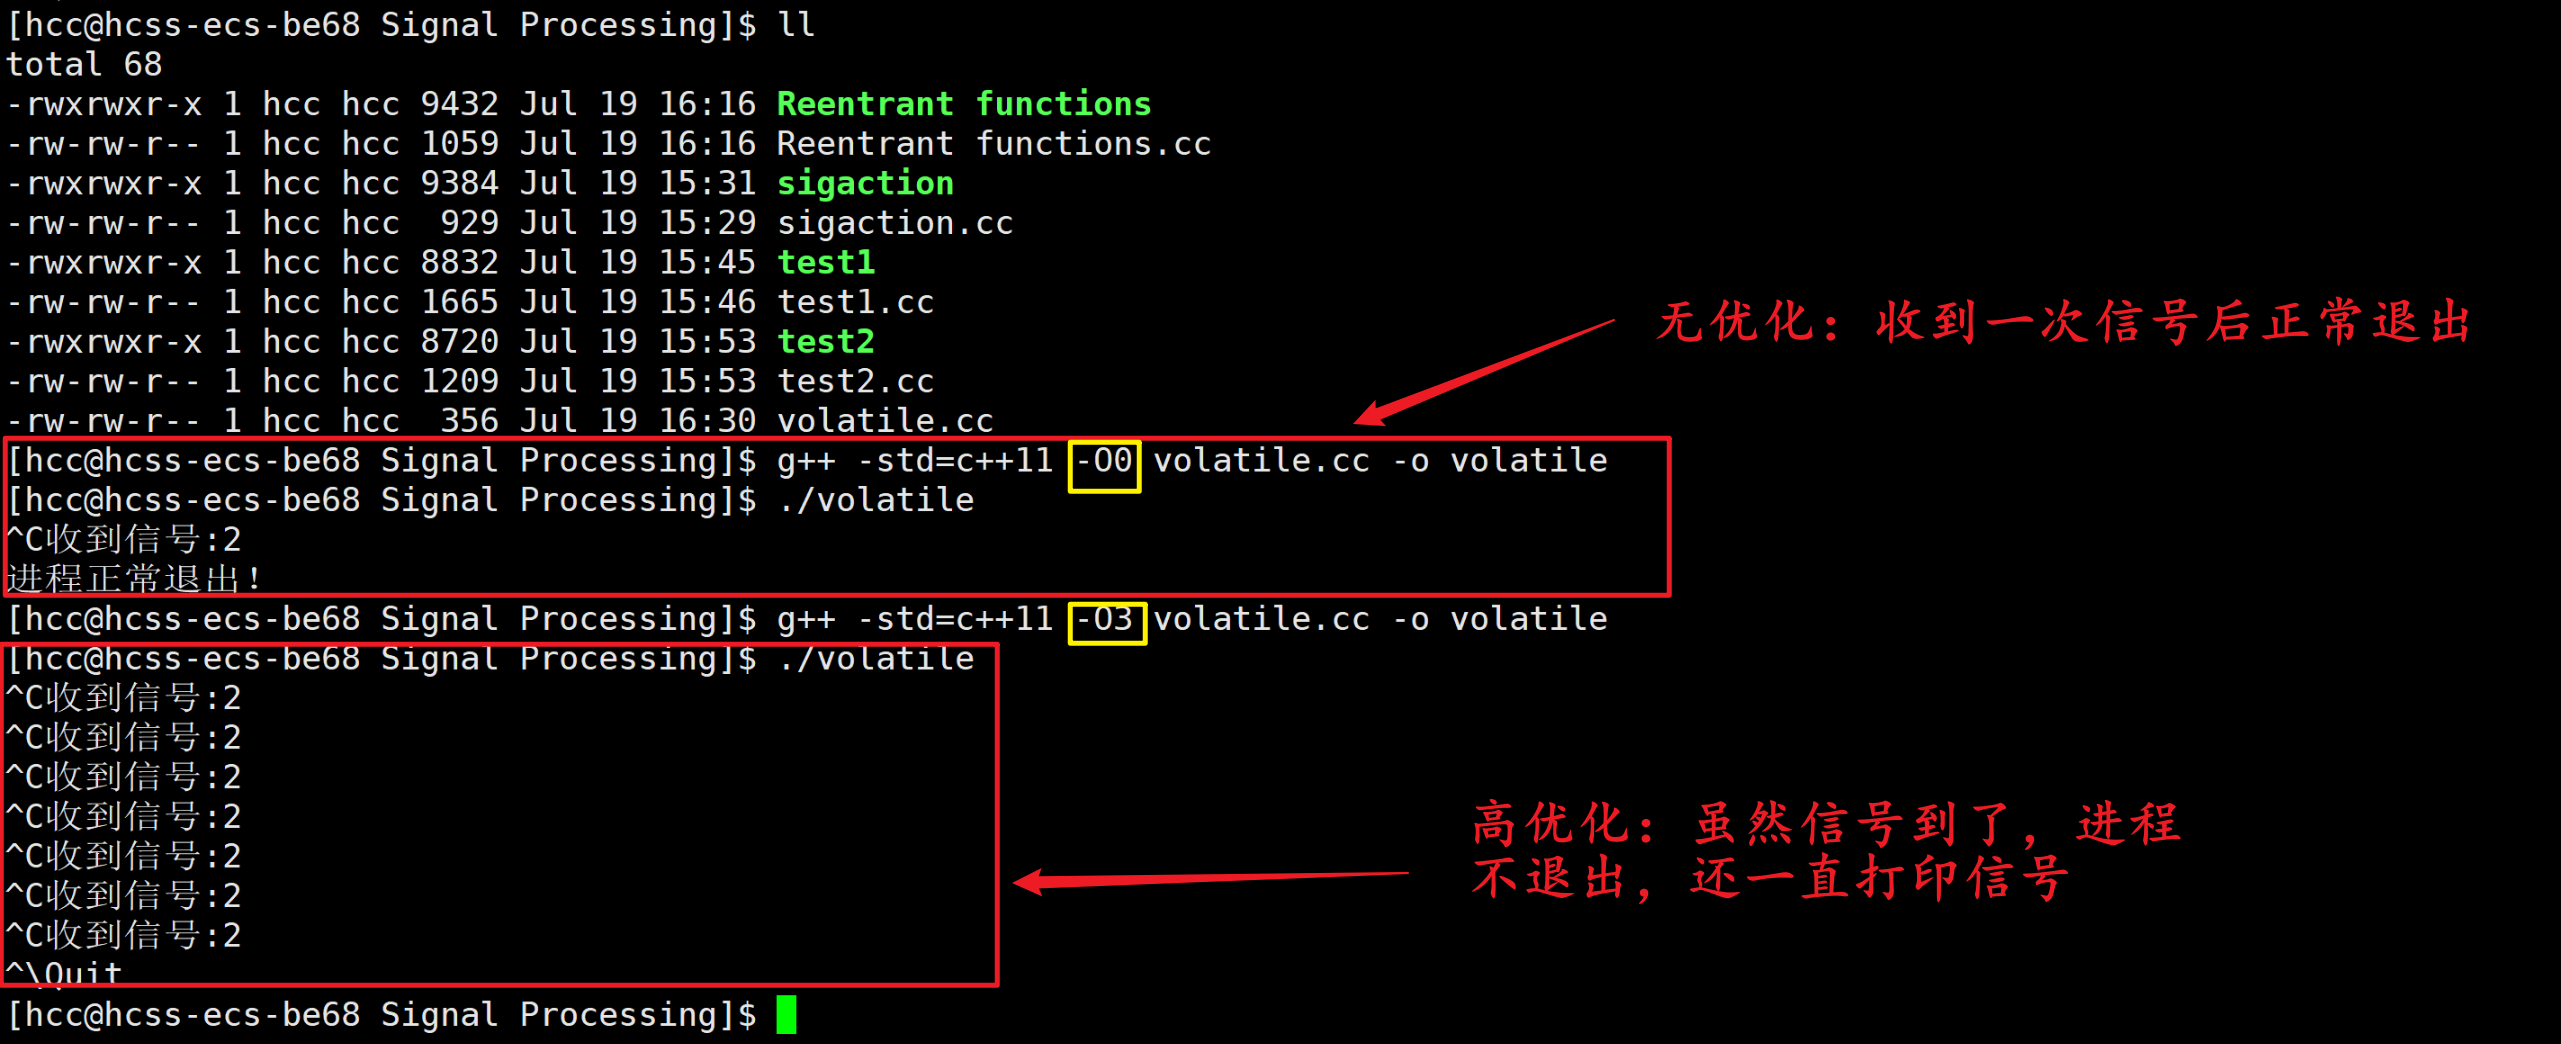 [hcc@hcss-ecs-be68 Signal Processing]$ ll
total 68
-rwxrwxr-x 1 hcc hcc 9432 Jul 19 16:16 Reentrant functions
-rw-rw-r-- 1 hcc hcc 1059 Jul 19 16:16 Reentrant functions.cc
-rwxrwxr-x 1 hcc hcc 9384 Jul 19 15:31 sigaction
-rw-rw-r-- 1 hcc hcc  929 Jul 19 15:29 sigaction.cc
-rwxrwxr-x 1 hcc hcc 8832 Jul 19 15:45 test1
-rw-rw-r-- 1 hcc hcc 1665 Jul 19 15:46 test1.cc
-rwxrwxr-x 1 hcc hcc 8720 Jul 19 15:53 test2
-rw-rw-r-- 1 hcc hcc 1209 Jul 19 15:53 test2.cc
-rw-rw-r-- 1 hcc hcc  356 Jul 19 16:30 volatile.cc
无优化：收到一次信号后正常退出
[hcc@hcss-ecs-be68 Signal Processing]$ g++ -std=c++11 -O0 volatile.cc -o volatile
[hcc@hcss-ecs-be68 Signal Processing]$ ./volatile
^C收到信号:2
进程正常退出!
[hcc@hcss-ecs-be68 Signal Processing]$ g++ -std=c++11 -O3 volatile.cc -o volatile
[hcc@hcss-ecs-be68 Signal Processing]$ ./volatile
^C收到信号:2
^C收到信号:2
^C收到信号:2
^C收到信号:2
^C收到信号:2
^C收到信号:2
^C收到信号:2
^\Quit
高优化：虽然信号到了，进程
不退出，还一直打印信号
[hcc@hcss-ecs-be68 Signal Processing]$